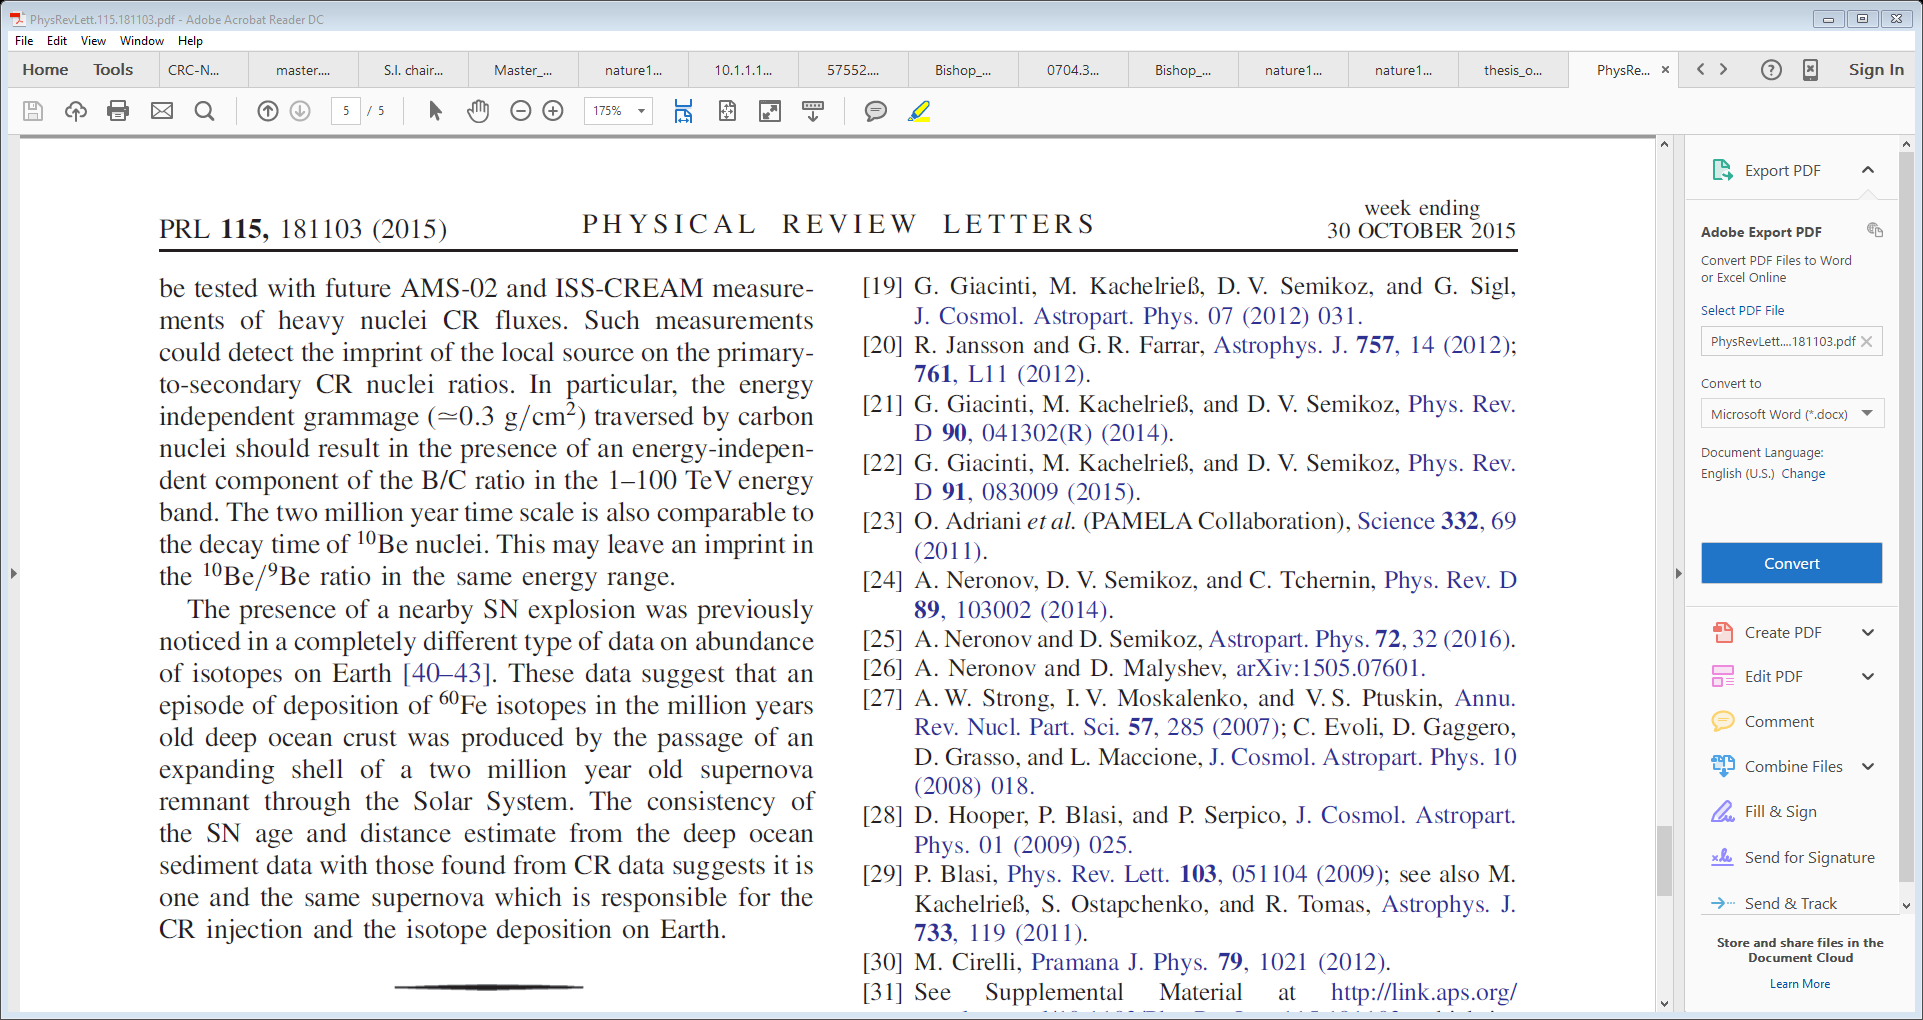 PhysRevLett.115.181103.pdf - Adobe Acrobat Reader DC
File Edit View Window Help
Home Tools CRC-N... master.... S.I. chair... Master_... nature1... 10.1.1.1... 57552.... Bishop_... 0704.3... Bishop_... nature1... nature1... thesis_o... PhysRe... × Sign In
5 / 5 175%
PRL 115, 181103 (2015) PHYSICAL REVIEW LETTERS week ending
30 OCTOBER 2015
be tested with future AMS-02 and ISS-CREAM measure-
ments of heavy nuclei CR fluxes. Such measurements
could detect the imprint of the local source on the primary-
to-secondary CR nuclei ratios. In particular, the energy
independent grammage (≃0.3 g/cm²) traversed by carbon
nuclei should result in the presence of an energy-indepen-
dent component of the B/C ratio in the 1–100 TeV energy
band. The two million year time scale is also comparable to
the decay time of ¹⁰Be nuclei. This may leave an imprint in
the ¹⁰Be/⁹Be ratio in the same energy range.
The presence of a nearby SN explosion was previously
noticed in a completely different type of data on abundance
of isotopes on Earth [40–43]. These data suggest that an
episode of deposition of ⁶⁰Fe isotopes in the million years
old deep ocean crust was produced by the passage of an
expanding shell of a two million year old supernova
remnant through the Solar System. The consistency of
the SN age and distance estimate from the deep ocean
sediment data with those found from CR data suggests it is
one and the same supernova which is responsible for the
CR injection and the isotope deposition on Earth.
[19] G. Giacinti, M. Kachelrieß, D. V. Semikoz, and G. Sigl,
J. Cosmol. Astropart. Phys. 07 (2012) 031.
[20] R. Jansson and G. R. Farrar, Astrophys. J. 757, 14 (2012);
761, L11 (2012).
[21] G. Giacinti, M. Kachelrieß, and D. V. Semikoz, Phys. Rev.
D 90, 041302(R) (2014).
[22] G. Giacinti, M. Kachelrieß, and D. V. Semikoz, Phys. Rev.
D 91, 083009 (2015).
[23] O. Adriani et al. (PAMELA Collaboration), Science 332, 69
(2011).
[24] A. Neronov, D. V. Semikoz, and C. Tchernin, Phys. Rev. D
89, 103002 (2014).
[25] A. Neronov and D. Semikoz, Astropart. Phys. 72, 32 (2016).
[26] A. Neronov and D. Malyshev, arXiv:1505.07601.
[27] A. W. Strong, I. V. Moskalenko, and V. S. Ptuskin, Annu.
Rev. Nucl. Part. Sci. 57, 285 (2007); C. Evoli, D. Gaggero,
D. Grasso, and L. Maccione, J. Cosmol. Astropart. Phys. 10
(2008) 018.
[28] D. Hooper, P. Blasi, and P. Serpico, J. Cosmol. Astropart.
Phys. 01 (2009) 025.
[29] P. Blasi, Phys. Rev. Lett. 103, 051104 (2009); see also M.
Kachelrieß, S. Ostapchenko, and R. Tomas, Astrophys. J.
733, 119 (2011).
[30] M. Cirelli, Pramana J. Phys. 79, 1021 (2012).
[31] See Supplemental Material at http://link.aps.org/
Export PDF
Adobe Export PDF
Convert PDF Files to Word
or Excel Online
Select PDF File
PhysRevLett....181103.pdf
Convert to
Microsoft Word (*.docx)
Document Language:
English (U.S.) Change
Convert
Create PDF
Edit PDF
Comment
Combine Files
Fill & Sign
Send for Signature
Send & Track
Store and share files in the
Document Cloud
Learn More